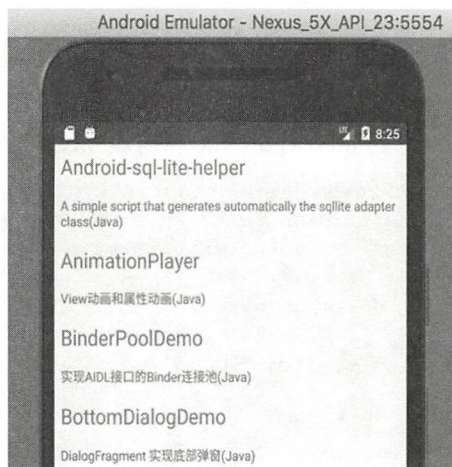 Android Emulator - Nexus_5X_API_23:5554
LTE 8:25
Android-sql-lite-helper
A simple script that generates automatically the sqllite adapter
class(Java)
AnimationPlayer
View动画和属性动画(Java)
BinderPoolDemo
实现AIDL接口的Binder连接池(Java)
BottomDialogDemo
DialogFragment 实现底部弹窗(Java)